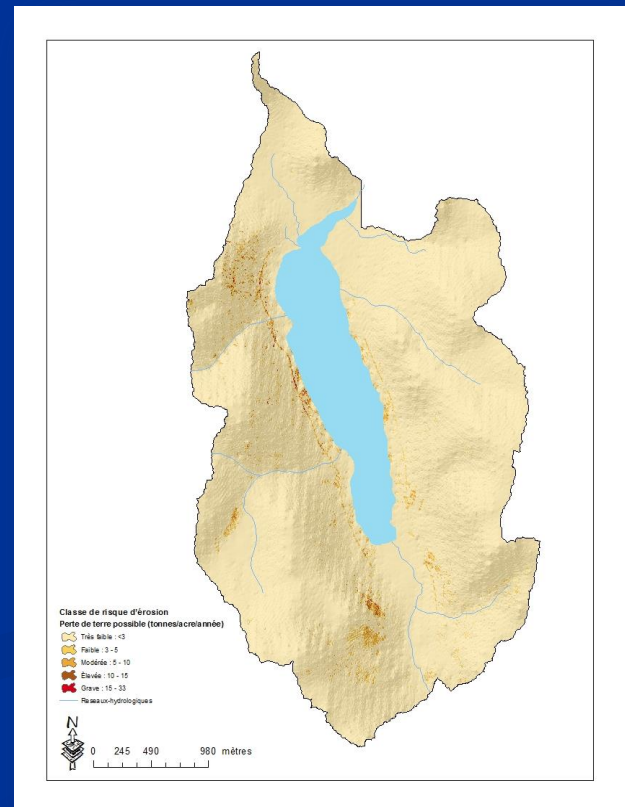 Classe de risque d'érosion
Perte de terre possible (tonnes/acre/année)
Très faible : <3
Faible : 3 - 5
Modérée : 5 - 10
Élevée : 10 - 15
Grave : 15 - 33
Reseaux-hydrologiques
N
0 245 490 980 mètres